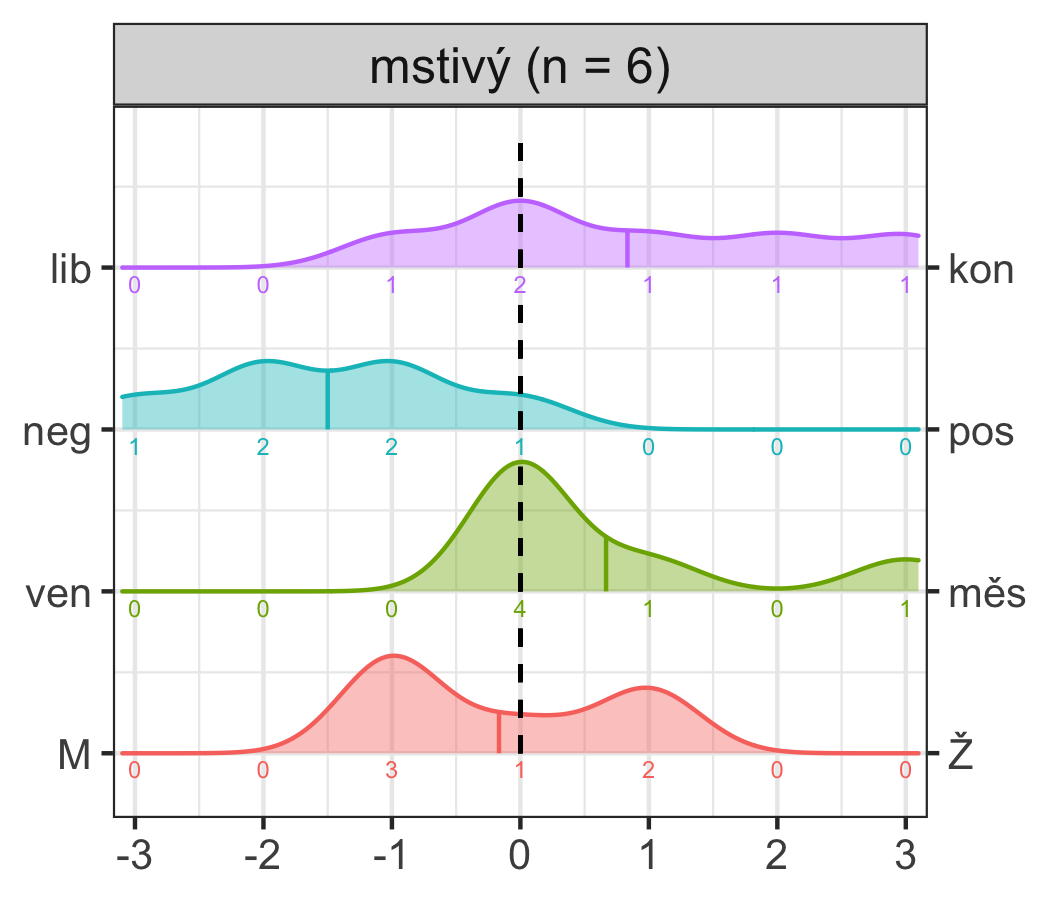 mstivý (n = 6)
lib kon
0 0 1 2 1 1 1
neg pos
1 2 2 1 0 0 0
ven měs
0 0 0 4 1 0 1
M Ž
0 0 3 1 2 0 0
-3 -2 -1 0 1 2 3